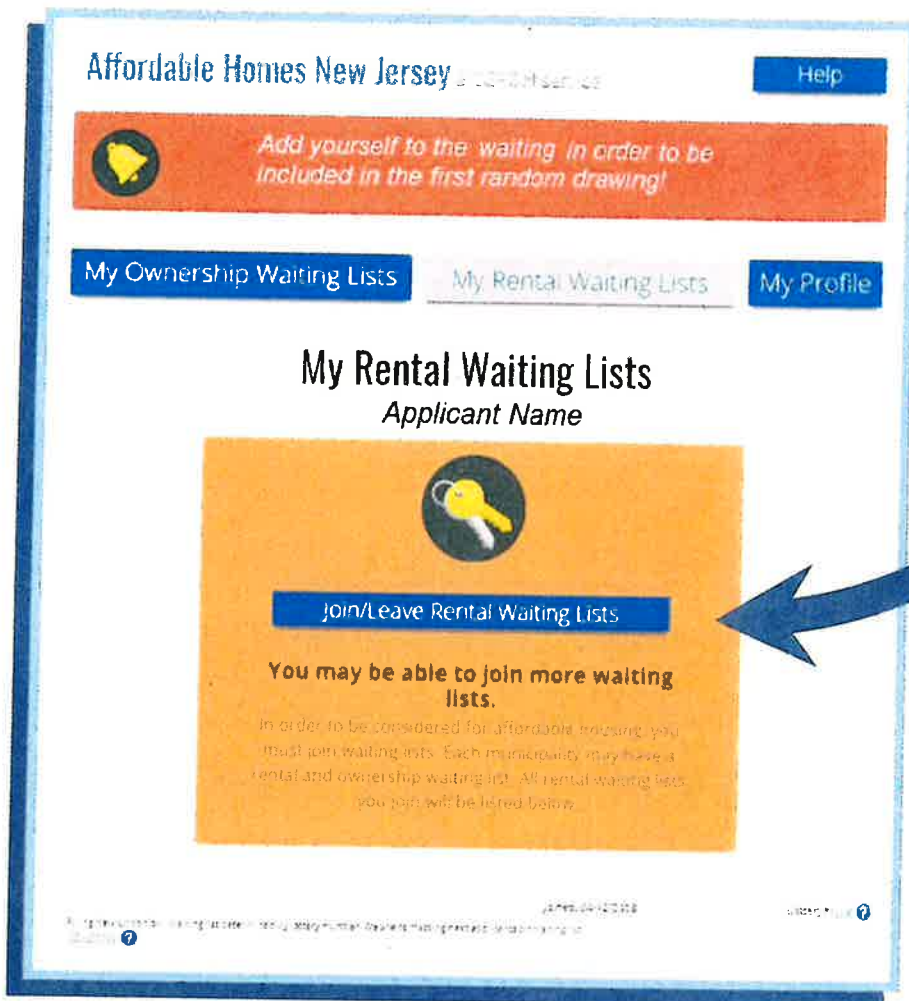 Affordable Homes New Jersey
Help
Add yourself to the waiting in order to be
included in the first random drawing!
My Ownership Waiting Lists
My Rental Waiting Lists
My Profile
My Rental Waiting Lists
Applicant Name
Join/Leave Rental Waiting Lists
You may be able to join more waiting
lists.
In order to be considered for affordable housing, you
must join waiting lists. Each municipality may have a
rental and ownership waiting list. All rental waiting lists
you join will be listed below.